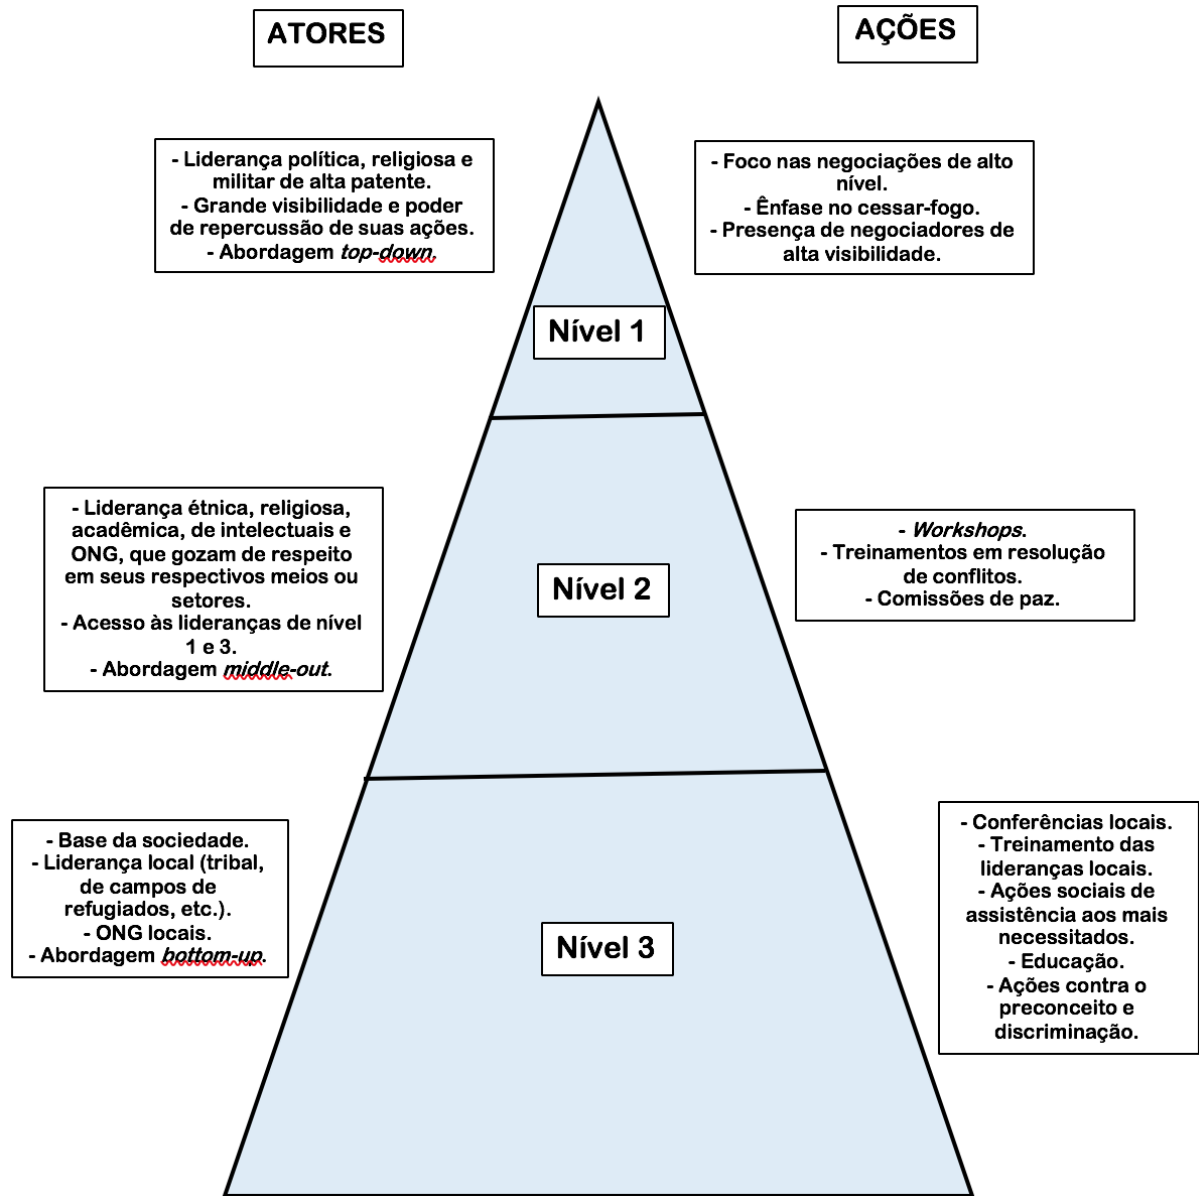 ATORES
AÇÕES
- Liderança política, religiosa e
militar de alta patente.
- Grande visibilidade e poder
de repercussão de suas ações.
- Abordagem top-down.
- Foco nas negociações de alto
nível.
- Ênfase no cessar-fogo.
- Presença de negociadores de
alta visibilidade.
Nível 1
- Liderança étnica, religiosa,
acadêmica, de intelectuais e
ONG, que gozam de respeito
em seus respectivos meios ou
setores.
- Acesso às lideranças de nível
1 e 3.
- Abordagem middle-out.
Nível 2
- Workshops.
- Treinamentos em resolução
de conflitos.
- Comissões de paz.
- Base da sociedade.
- Liderança local (tribal,
de campos de
refugiados, etc.).
- ONG locais.
- Abordagem bottom-up.
Nível 3
- Conferências locais.
- Treinamento das
lideranças locais.
- Ações sociais de
assistência aos mais
necessitados.
- Educação.
- Ações contra o
preconceito e
discriminação.